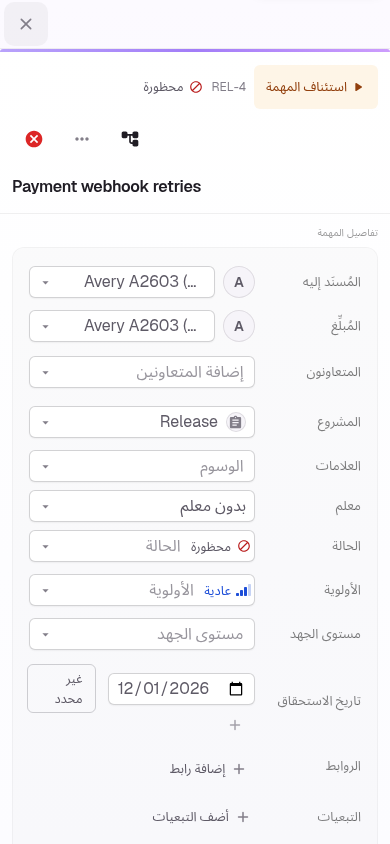 استئناف المهمة REL-4 محظورة
Payment webhook retries
تفاصيل المهمة
المُسنَد إليه A Avery A2603 (...
المُبلِّغ A Avery A2603 (...
المتعاونون إضافة المتعاونين
المشروع Release
العلامات الوسوم
معلم بدون معلم
الحالة محظورة الحالة
الأولوية عادية الأولوية
مستوى الجهد مستوى الجهد
تاريخ الاستحقاق 12/01/2026 غير
محدد
الروابط إضافة رابط
التبعيات أضف التبعيات